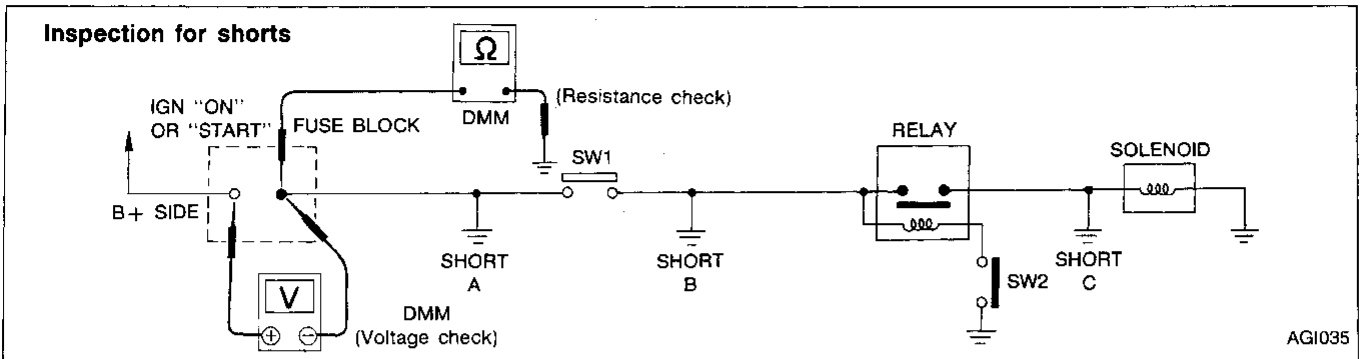 Inspection for shorts
IGN "ON"
OR "START"
FUSE BLOCK
B+ SIDE
Ω
DMM
(Resistance check)
SW1
RELAY
SOLENOID
SHORT
A
SHORT
B
SW2
SHORT
C
V
+ −
DMM
(Voltage check)
AGI035